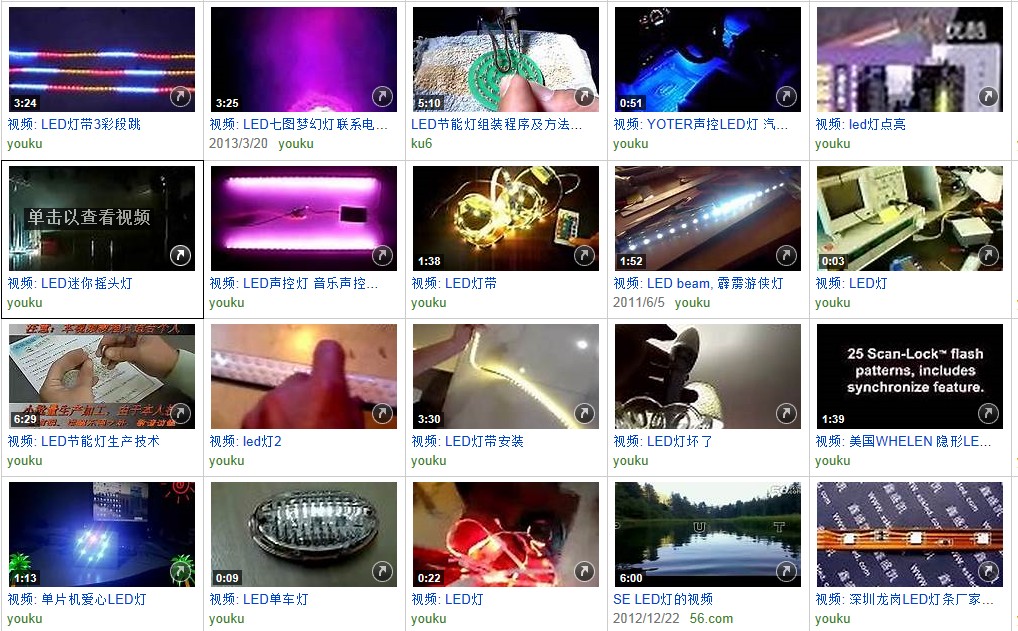 3:24
视频: LED灯带3彩段跳
youku
3:25
视频: LED七图梦幻灯联系电...
2013/3/20 youku
5:10
LED节能灯组装程序及方法...
ku6
0:51
视频: YOTER声控LED灯 汽...
youku
视频: led灯点亮
youku
单击以查看视频
视频: LED迷你摇头灯
youku
视频: LED声控灯 音乐声控...
youku
1:38
视频: LED灯带
youku
1:52
视频: LED beam, 霹雳游侠灯
2011/6/5 youku
0:03
视频: LED灯
youku
6:29
视频: LED节能灯生产技术
youku
视频: led灯2
youku
3:30
视频: LED灯带安装
youku
视频: LED灯坏了
youku
25 Scan-Lock™ flash
patterns, includes
synchronize feature.
1:39
视频: 美国WHELEN 隐形LE...
youku
1:13
视频: 单片机爱心LED灯
youku
0:09
视频: LED单车灯
youku
0:22
视频: LED灯
youku
U T
6:00
SE LED灯的视频
2012/12/22 56.com
鑫盛凯
视频: 深圳龙岗LED灯条厂家...
youku